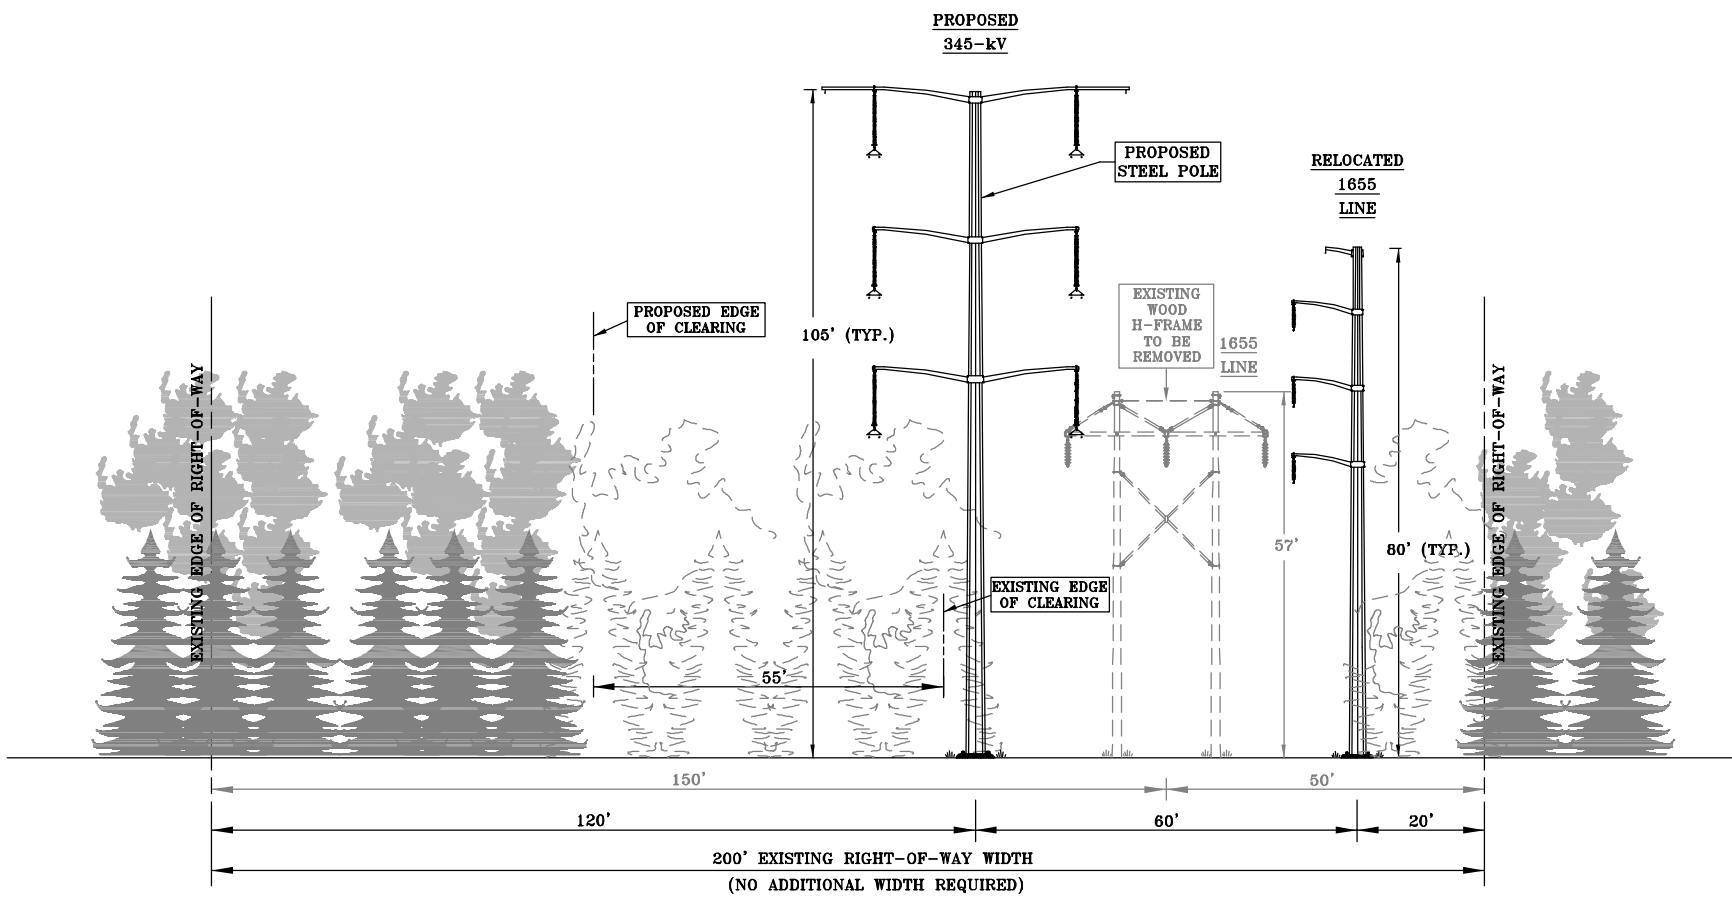 PROPOSED
345-kV
PROPOSED
STEEL POLE
RELOCATED
1655
LINE
EXISTING
WOOD
H-FRAME
TO BE
REMOVED
1655
LINE
PROPOSED EDGE
OF CLEARING
105' (TYP.)
EXISTING EDGE OF RIGHT-OF-WAY
EXISTING EDGE OF RIGHT-OF-WAY
57'
80' (TYP.)
EXISTING EDGE
OF CLEARING
55'
150'
50'
120'
60'
20'
200' EXISTING RIGHT-OF-WAY WIDTH
(NO ADDITIONAL WIDTH REQUIRED)